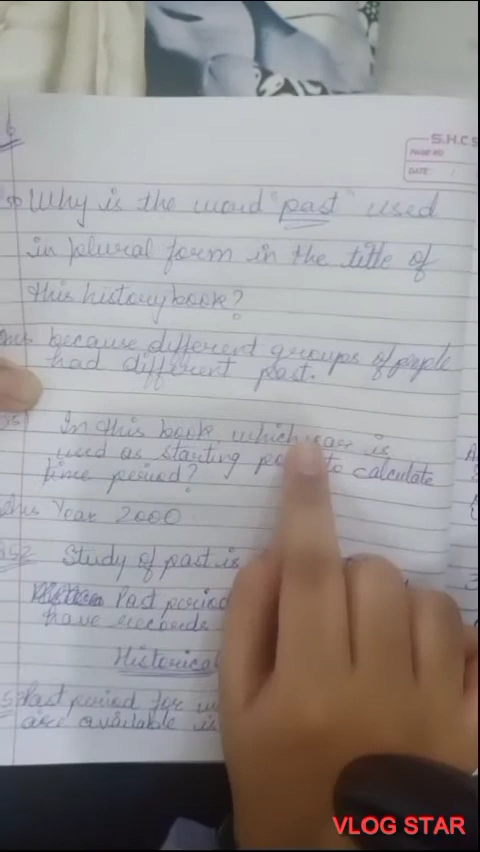 S.H.C.S
PAGE NO.
DATE: /
Why is the word "past" used
in plural form in the title of
this history book?
Ans because different groups of people
had different past.
In this book which year is
used as starting to calculate
time period?
Ans Year 2000
Study of past is
Past period
have records
Historical
Past period for
are available is
VLOG STAR